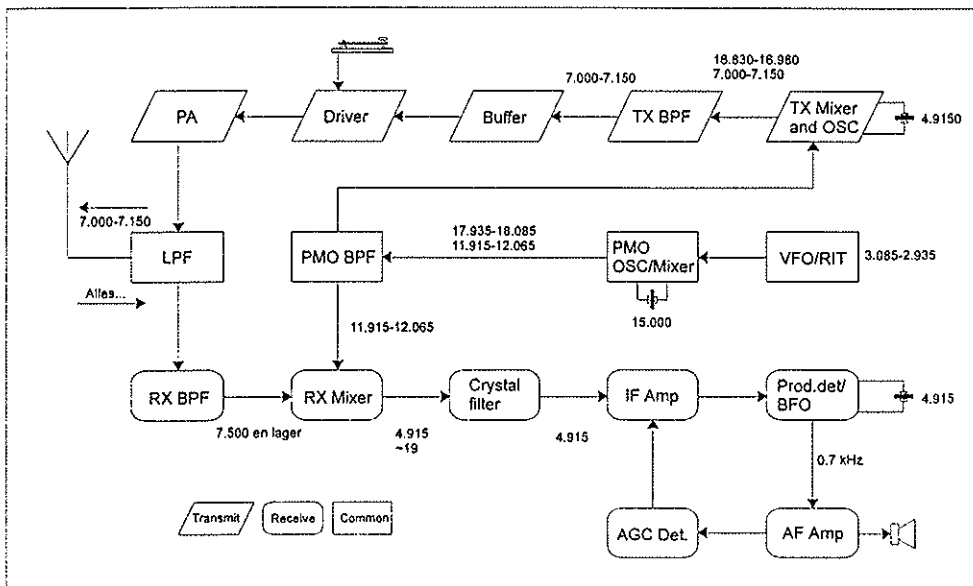 18.830-16.980
7.000-7.150
7.000-7.150
PA
Driver
Buffer
TX BPF
TX Mixer
and OSC
4.9150
7.000-7.150
17.935-18.085
11.915-12.065
LPF
PMO BPF
PMO
OSC/Mixer
VFO/RIT
3.085-2.935
Alles...
15.000
11.915-12.065
RX BPF
RX Mixer
Crystal
filter
IF Amp
Prod.det/
BFO
4.915
7.500 en lager
4.915
~19
4.915
0.7 kHz
Transmit
Receive
Common
AGC Det.
AF Amp